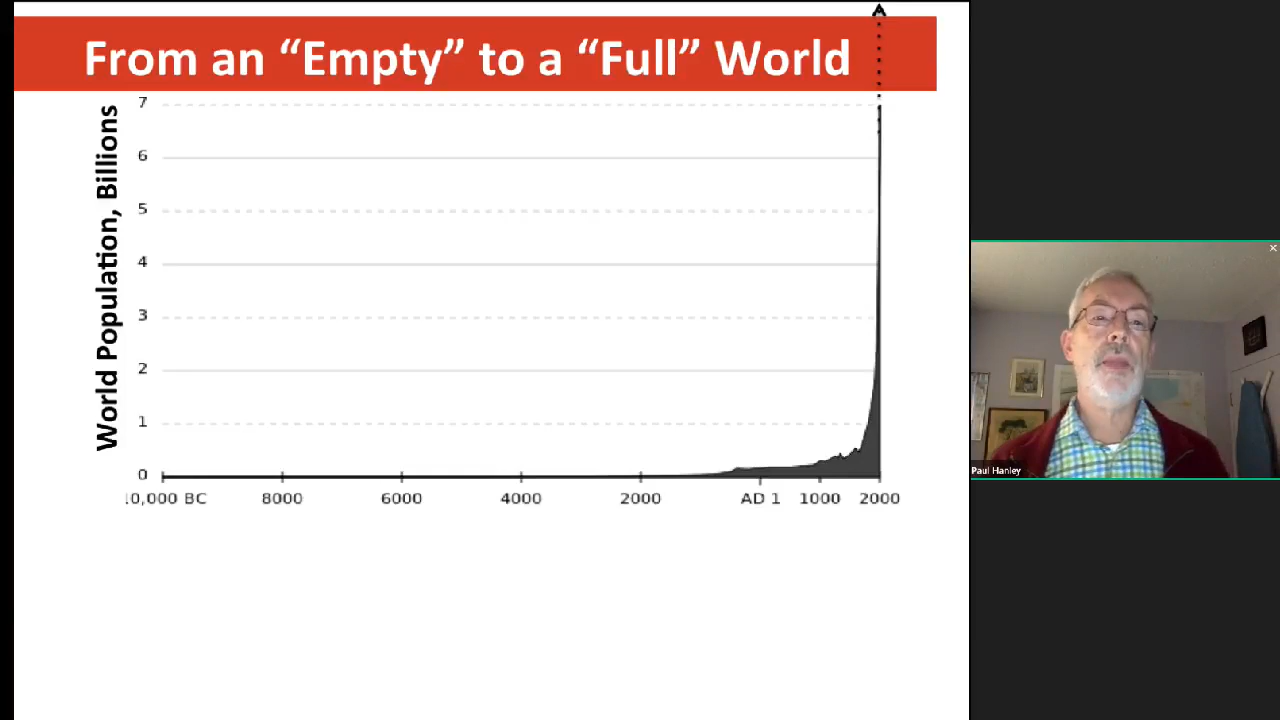 From an “Empty” to a “Full” World
World Population, Billions
7
6
5
4
3
2
1
0
10,000 BC 8000 6000 4000 2000 AD 1 1000 2000
Paul Hanley